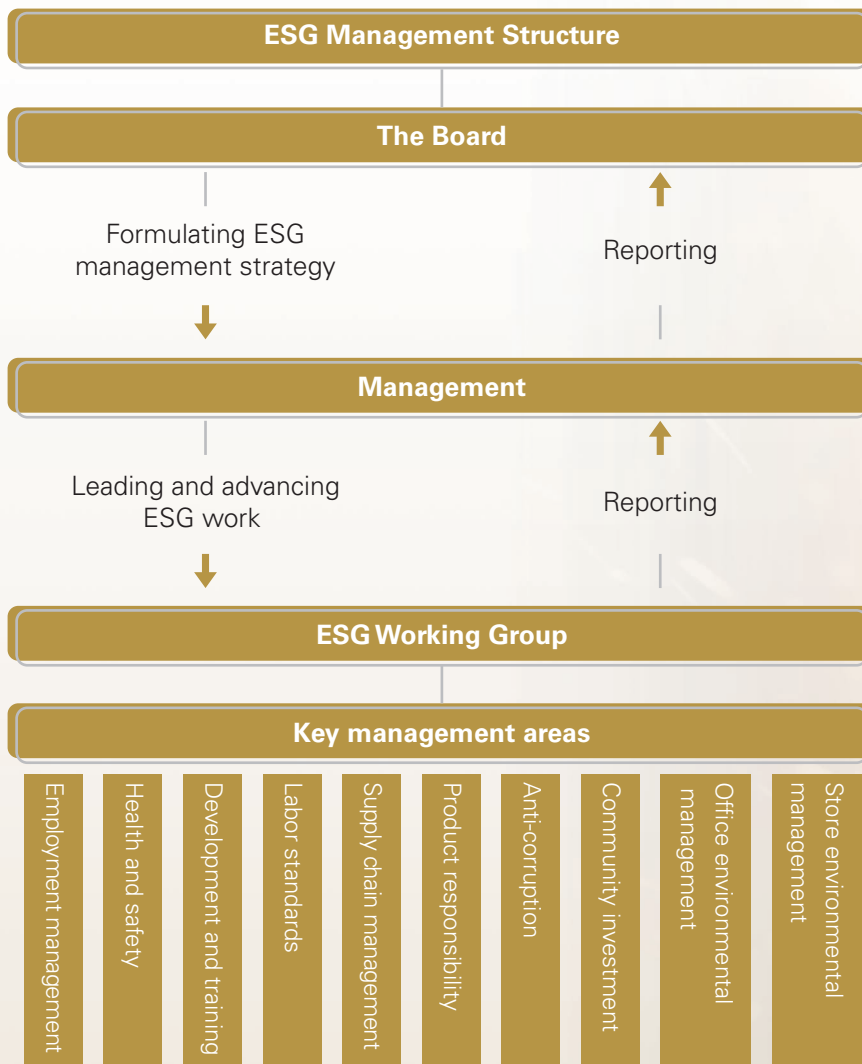 ESG Management Structure
The Board
Formulating ESG
management strategy
Reporting
Management
Leading and advancing
ESG work
Reporting
ESG Working Group
Key management areas
Employment management
Health and safety
Development and training
Labor standards
Supply chain management
Product responsibility
Anti-corruption
Community investment
Office environmental
management
Store environmental
management